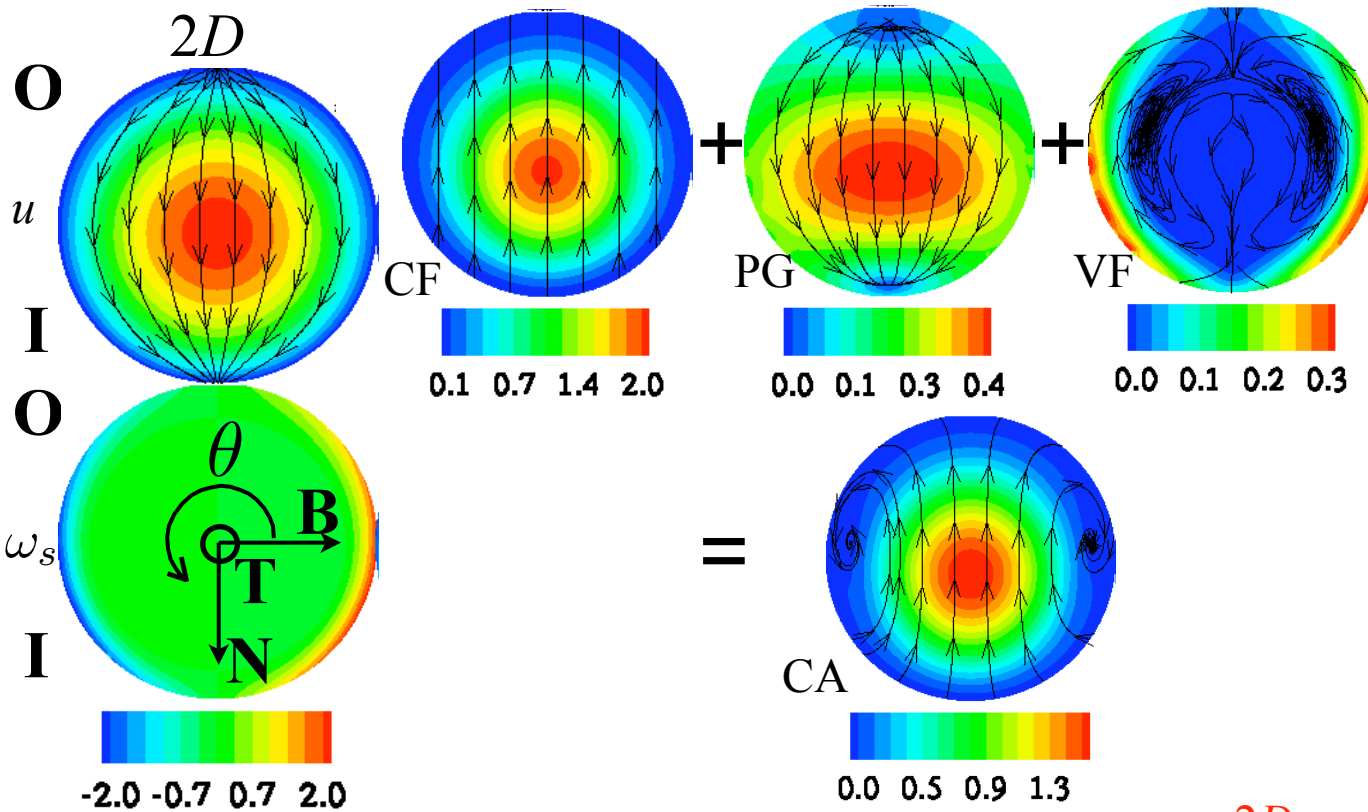 2D
O
u
I
CF
+
PG
+
VF
0.1 0.7 1.4 2.0
0.0 0.1 0.3 0.4
0.0 0.1 0.2 0.3
O
θ
B
ω_s
T
N
I
=
CA
-2.0 -0.7 0.7 2.0
0.0 0.5 0.9 1.3
2D